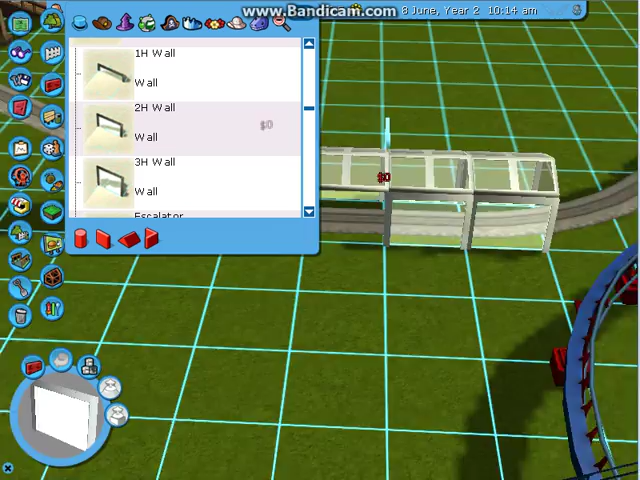 www.Bandicam.com
8 June, Year 2 10:14 am
1H Wall
Wall
2H Wall
$0
Wall
3H Wall
$0
Wall
Escalator